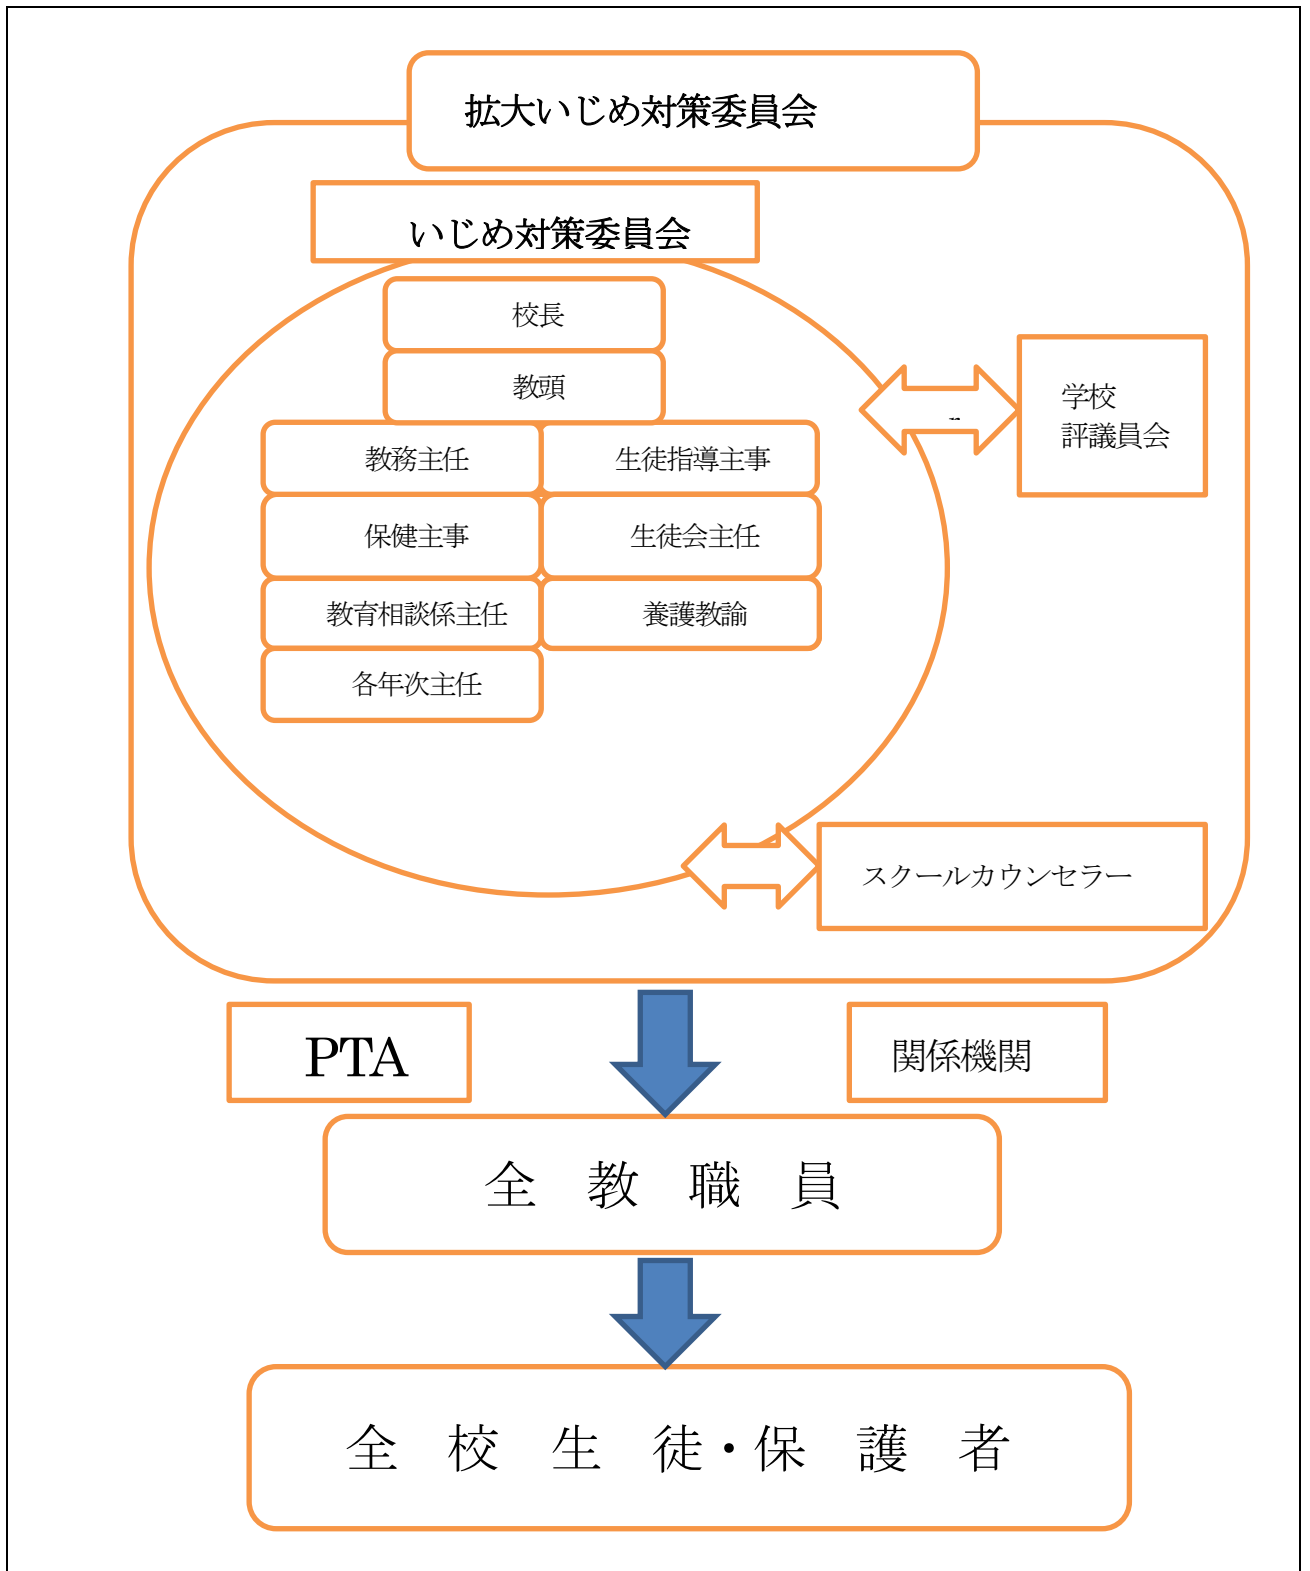 拡大いじめ対策委員会
いじめ対策委員会
校長
教頭
教務主任
生徒指導主事
保健主事
生徒会主任
教育相談係主任
養護教諭
各年次主任
学校
評議員会
スクールカウンセラー
PTA
関係機関
全 教 職 員
全 校 生 徒・保 護 者